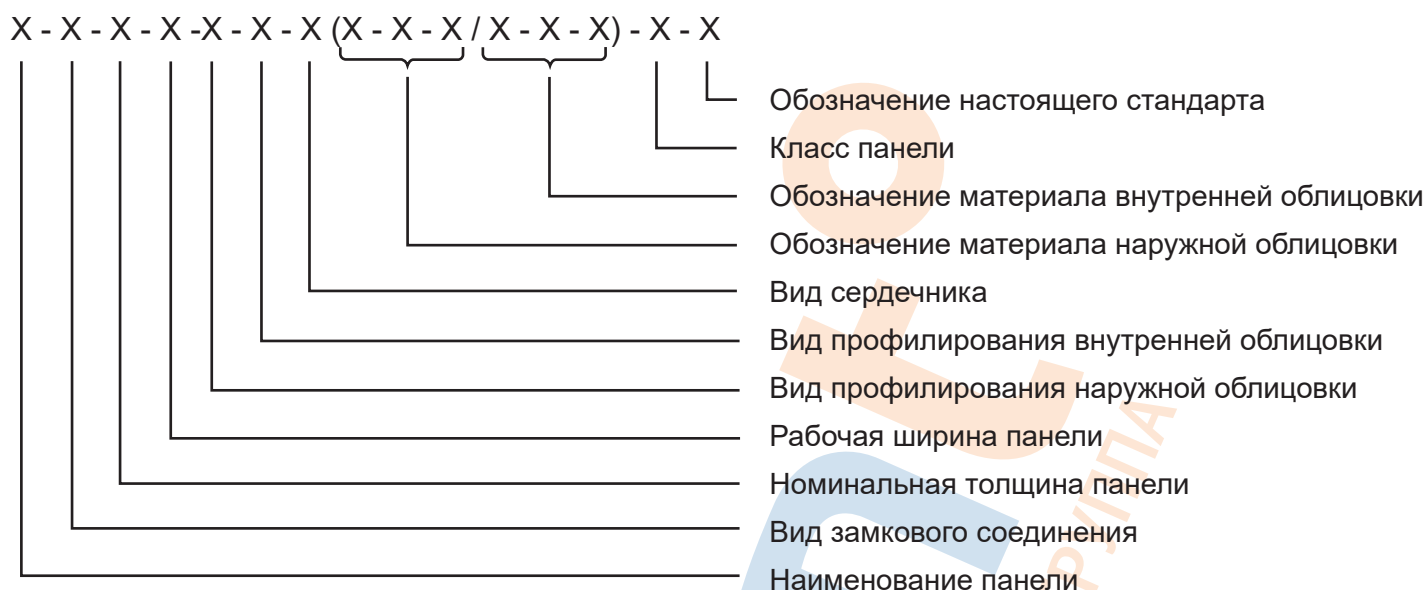 X - X - X - X -X - X - X (X - X - X / X - X - X) - X - X
Обозначение настоящего стандарта
Класс панели
Обозначение материала внутренней облицовки
Обозначение материала наружной облицовки
Вид сердечника
Вид профилирования внутренней облицовки
Вид профилирования наружной облицовки
Рабочая ширина панели
Номинальная толщина панели
Вид замкового соединения
Наименование панели